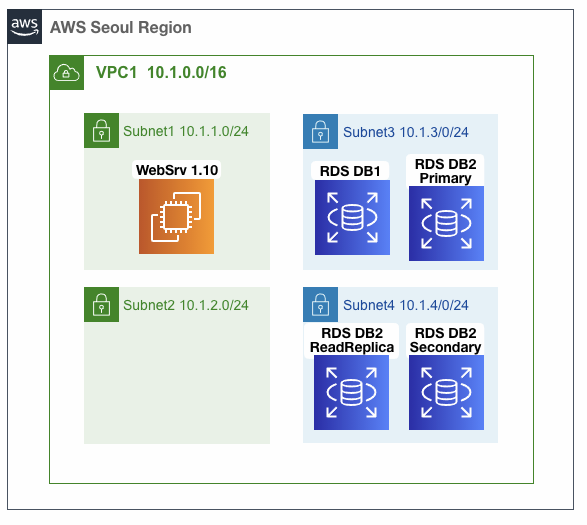 aws
AWS Seoul Region
VPC1 10.1.0.0/16
Subnet1 10.1.1.0/24
WebSrv 1.10
Subnet3 10.1.3/0/24
RDS DB1
RDS DB2
Primary
Subnet2 10.1.2.0/24
Subnet4 10.1.4/0/24
RDS DB2
ReadReplica
RDS DB2
Secondary